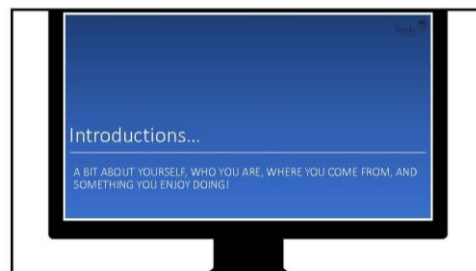 Introductions...
A BIT ABOUT YOURSELF, WHO YOU ARE, WHERE YOU COME FROM, AND
SOMETHING YOU ENJOY DOING!